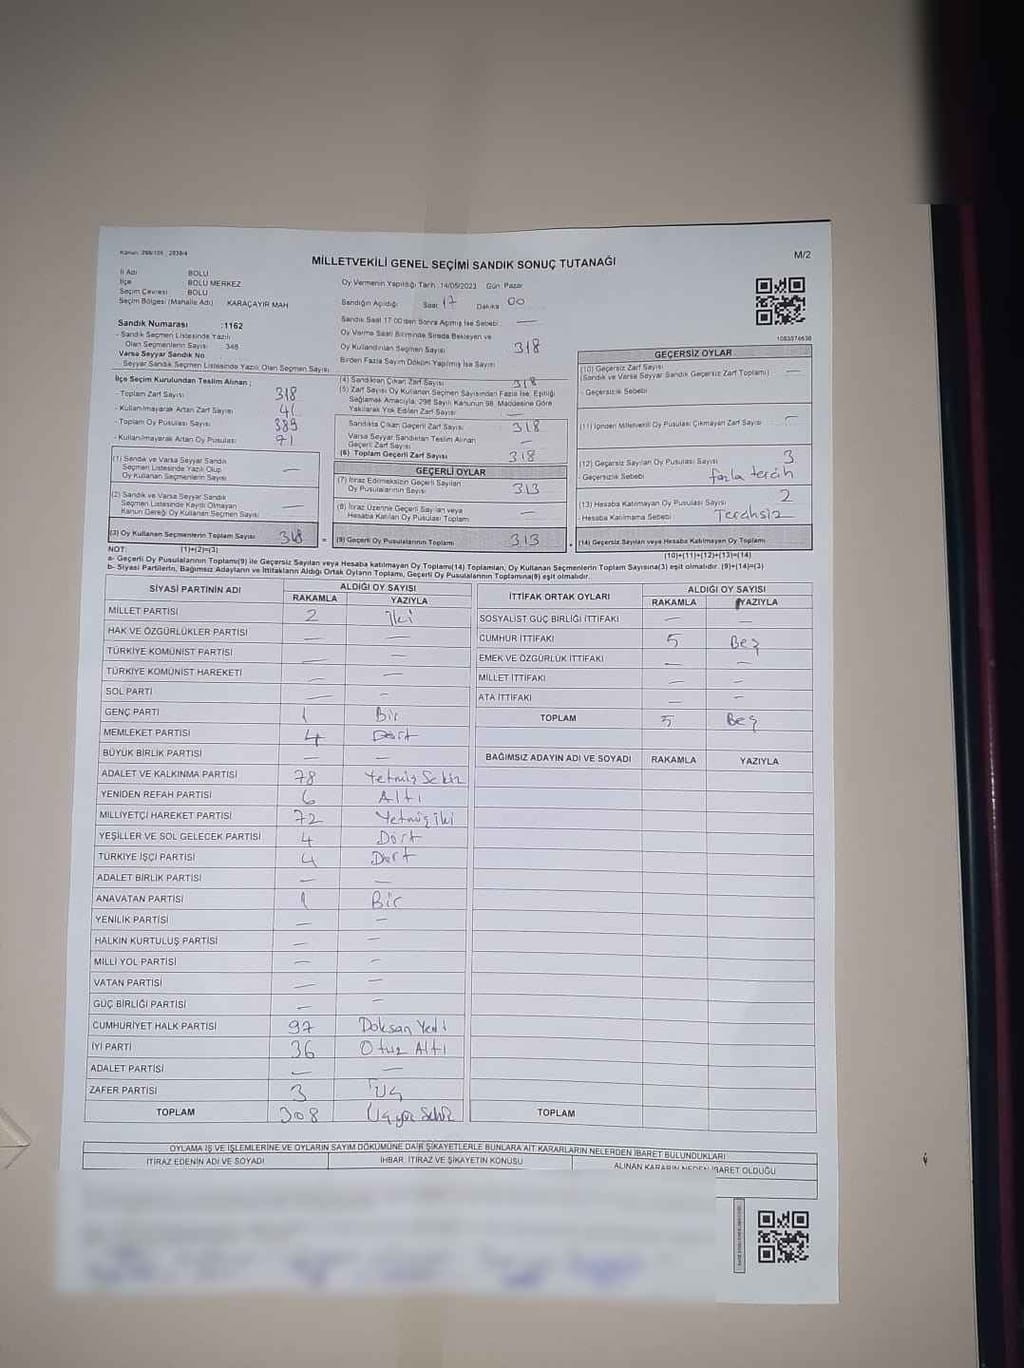 Kanun: 298/105 2839/4
MİLLETVEKİLİ GENEL SEÇİMİ SANDIK SONUÇ TUTANAĞI
M/2
İl Adı BOLU
İlçe BOLU MERKEZ
Seçim Çevresi BOLU
Seçim Bölgesi (Mahalle Adı) KARAÇAYIR MAH
Sandık Numarası :1162
- Sandık Seçmen Listesinde Yazılı
Olan Seçmenlerin Sayısı 346
Varsa Seyyar Sandık No
Seyyar Sandık Seçmen Listesinde Yazılı Olan Seçmen Sayısı
Oy Vermenin Yapıldığı Tarih :14/05/2023 Gün: Pazar
Sandığın Açıldığı Saat 17 Dakika 00
Sandık Saat 17:00'den Sonra Açılmış İse Sebebi: —
Oy Verme Saati Bitiminde Sırada Bekleyen ve
Oy Kullandırılan Seçmen Sayısı 318
Birden Fazla Sayım Dökümü Yapılmış İse Sayısı
İlçe Seçim Kurulundan Teslim Alınan ;
- Toplam Zarf Sayısı 318
- Kullanılmayarak Artan Zarf Sayısı 41
- Toplam Oy Pusulası Sayısı 389
- Kullanılmayarak Artan Oy Pusulası 71
(1) Sandık ve Varsa Seyyar Sandık
Seçmen Listesinde Yazılı Olup
Oy Kullanan Seçmenlerin Sayısı —
(2) Sandık ve Varsa Seyyar Sandık
Seçmen Listesinde Kayıtlı Olmayan
Kanun Gereği Oy Kullanan Seçmen Sayısı —
(3) Oy Kullanan Seçmenlerin Toplam Sayısı 318
(4) Sandıktan Çıkan Zarf Sayısı 318
(5) Zarf Sayısı Oy Kullanan Seçmen Sayısından Fazla İse, Eşitliği
Sağlamak Amacıyla, 298 Sayılı Kanunun 98. Maddesine Göre
Yakılarak Yok Edilen Zarf Sayısı —
Sandıkta Çıkan Geçerli Zarf Sayısı 318
Varsa Seyyar Sandıktan Teslim Alınan
Geçerli Zarf Sayısı —
(6) Toplam Geçerli Zarf Sayısı 318
GEÇERLİ OYLAR
(7) İtiraz Edilmeksizin Geçerli Sayılan
Oy Pusulalarının Sayısı 313
(8) İtiraz Üzerine Geçerli Sayılan veya
Hesaba Katılan Oy Pusulası Toplamı —
(9) Geçerli Oy Pusulalarının Toplamı 313
GEÇERSİZ OYLAR
(10) Geçersiz Zarf Sayısı
(Sandık ve Varsa Seyyar Sandık Geçersiz Zarf Toplamı) —
- Geçersizlik Sebebi
(11) İçinden Milletvekili Oy Pusulası Çıkmayan Zarf Sayısı —
(12) Geçersiz Sayılan Oy Pusulası Sayısı 3
- Geçersizlik Sebebi fazla tercih
(13) Hesaba Katılmayan Oy Pusulası Sayısı 2
- Hesaba Katılmama Sebebi Tercihsiz
(14) Geçersiz Sayılan veya Hesaba Katılmayan Oy Toplamı
NOT: (1)+(2)=(3) (10)+(11)+(12)+(13)=(14)
a- Geçerli Oy Pusulaları Toplamı(9) ile Geçersiz Sayılan veya Hesaba katılmayan Oy Toplamı(14) Toplamları, Oy Kullanan Seçmenlerin Toplam Sayısına(3) eşit olmalıdır. (9)+(14)=(3)
b- Siyasi Partilerin, Bağımsız Adayların ve İttifakların Aldığı Ortak Oyların Toplamı, Geçerli Oy Pusulalarının Toplamına(9) eşit olmalıdır.
SİYASİ PARTİNİN ADI ALDIĞI OY SAYISI
RAKAMLA YAZIYLA
MİLLET PARTİSİ 2 İki
HAK VE ÖZGÜRLÜKLER PARTİSİ — —
TÜRKİYE KOMÜNİST PARTİSİ — —
TÜRKİYE KOMÜNİST HAREKETİ — —
SOL PARTİ — —
GENÇ PARTİ 1 Bir
MEMLEKET PARTİSİ 4 Dört
BÜYÜK BİRLİK PARTİSİ — —
ADALET VE KALKINMA PARTİSİ 78 Yetmiş Sekiz
YENİDEN REFAH PARTİSİ 6 Altı
MİLLİYETÇİ HAREKET PARTİSİ 72 Yetmiş iki
YEŞİLLER VE SOL GELECEK PARTİSİ 4 Dört
TÜRKİYE İŞÇİ PARTİSİ 4 Dört
ADALET BİRLİK PARTİSİ — —
ANAVATAN PARTİSİ 1 Bir
YENİLİK PARTİSİ — —
HALKIN KURTULUŞ PARTİSİ — —
MİLLİ YOL PARTİSİ — —
VATAN PARTİSİ — —
GÜÇ BİRLİĞİ PARTİSİ — —
CUMHURİYET HALK PARTİSİ 97 Doksan Yedi
İYİ PARTİ 36 Otuz Altı
ADALET PARTİSİ — —
ZAFER PARTİSİ 3 Üç
TOPLAM 308 Üçyüz Sekiz
İTTİFAK ORTAK OYLARI ALDIĞI OY SAYISI
RAKAMLA YAZIYLA
SOSYALİST GÜÇ BİRLİĞİ İTTİFAKI — —
CUMHUR İTTİFAKI 5 Beş
EMEK VE ÖZGÜRLÜK İTTİFAKI — —
MİLLET İTTİFAKI — —
ATA İTTİFAKI — —
TOPLAM 5 Beş
BAĞIMSIZ ADAYIN ADI VE SOYADI RAKAMLA YAZIYLA
TOPLAM
OYLAMA İŞ VE İŞLEMLERİNE VE OYLARIN SAYIM DÖKÜMÜNE DAİR ŞİKAYETLERLE BUNLARA AİT KARARLARIN NELERDEN İBARET BULUNDUKLARI
İTİRAZ EDENİN ADI VE SOYADI İHBAR, İTİRAZ VE ŞİKAYETİN KONUSU ALINAN KARARIN NEDEN İBARET OLDUĞU